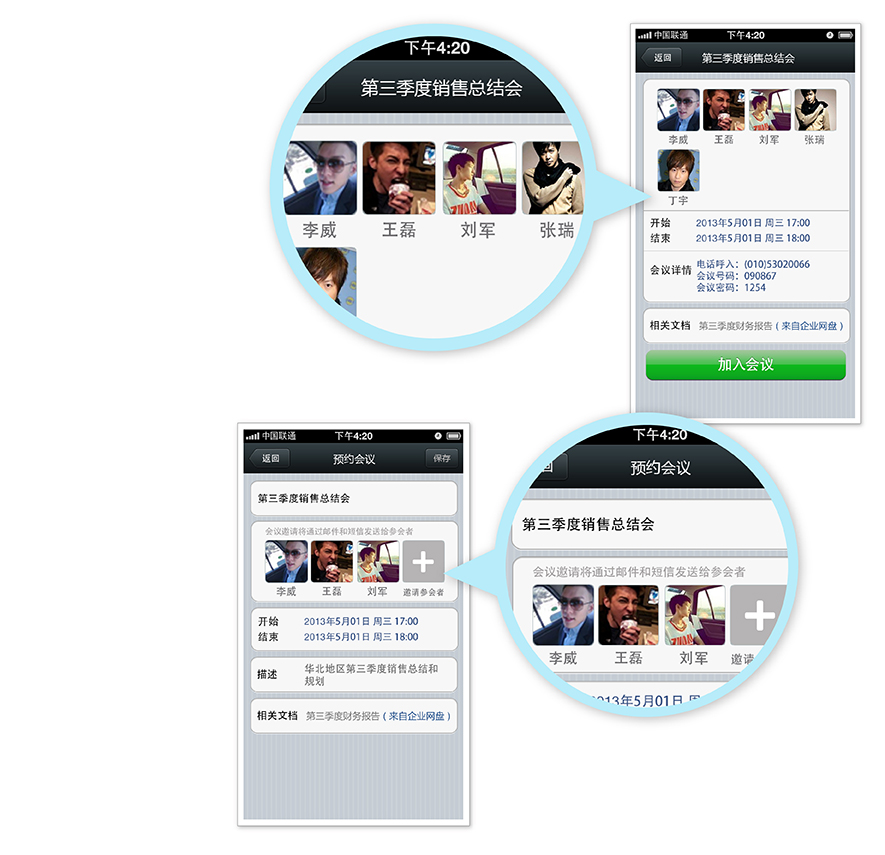 下午4:20
第三季度销售总结会
李威 王磊 刘军 张瑞
中国联通 下午4:20
返回 第三季度销售总结会
李威 王磊 刘军 张瑞
丁宇
开始 2013年5月01日 周三 17:00
结束 2013年5月01日 周三 18:00
会议详情 电话呼入：(010)53020066
会议号码：090867
会议密码：1254
相关文档 第三季度财务报告 ( 来自企业网盘 )
加入会议
中国联通 下午4:20
返回 预约会议 保存
第三季度销售总结会
会议邀请将通过邮件和短信发送给参会者
李威 王磊 刘军 邀请参会者
开始 2013年5月01日 周三 17:00
结束 2013年5月01日 周三 18:00
描述 华北地区第三季度销售总结和
规划
相关文档 第三季度财务报告 ( 来自企业网盘 )
下午4:20
回 预约会议
第三季度销售总结会
会议邀请将通过邮件和短信发送给参会者
李威 王磊 刘军 邀请
2013年5月01日 周